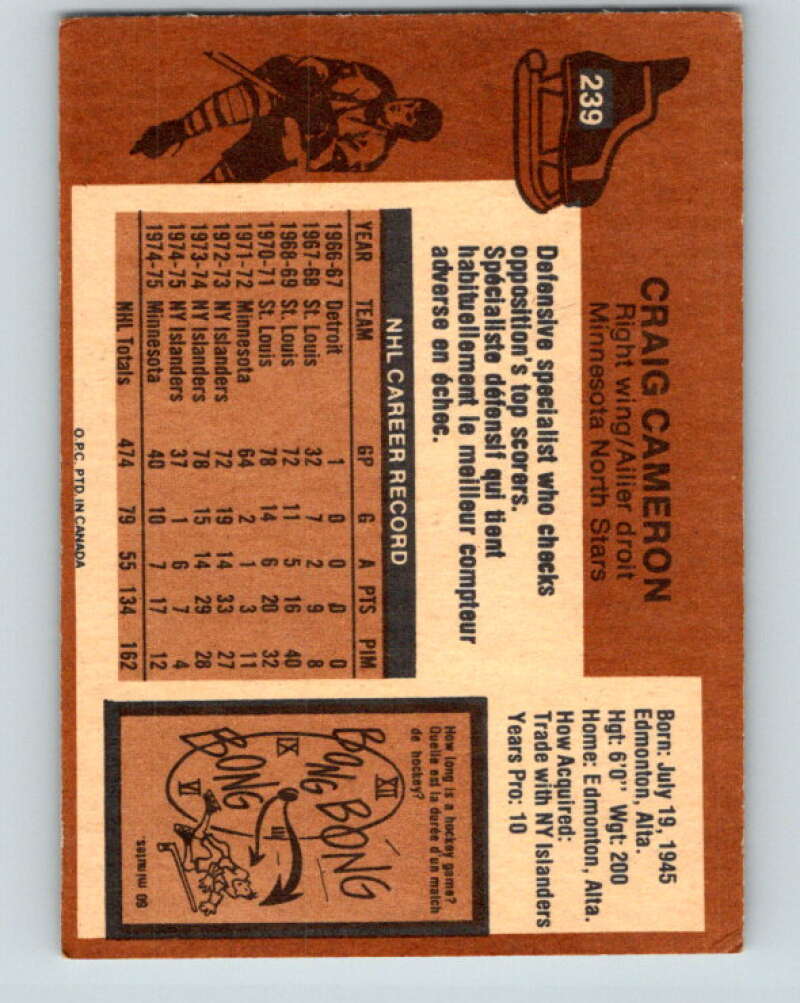 239
CRAIG CAMERON
Right wing/Ailier droit
Minnesota North Stars
Born: July 19, 1945
Edmonton, Alta.
Hgt: 6'0" Wgt: 200
Home: Edmonton, Alta.
How Acquired:
Trade with NY Islanders
Years Pro: 10
Defensive specialist who checks
opposition's top scorers.
Spécialiste défensif qui tient
habituellement le meilleur compteur
adverse en échec.
NHL CAREER RECORD
YEAR TEAM GP G A PTS PIM
1966-67 Detroit 1 0 0 0 0
1967-68 St. Louis 32 7 2 9 8
1968-69 St. Louis 72 11 5 16 40
1970-71 St. Louis 78 14 6 20 32
1971-72 Minnesota 64 2 1 3 11
1972-73 NY Islanders 72 19 14 33 27
1973-74 NY Islanders 78 15 14 29 28
1974-75 NY Islanders 37 1 6 7 4
1974-75 Minnesota 40 10 7 17 12
NHL Totals 474 79 55 134 162
How long is a hockey game?
Quelle est la durée d'un match
de hockey?
XII
IX
III
VI
BONG
BONG
BONG
60 minutes.
O.P.C. PTD. IN CANADA